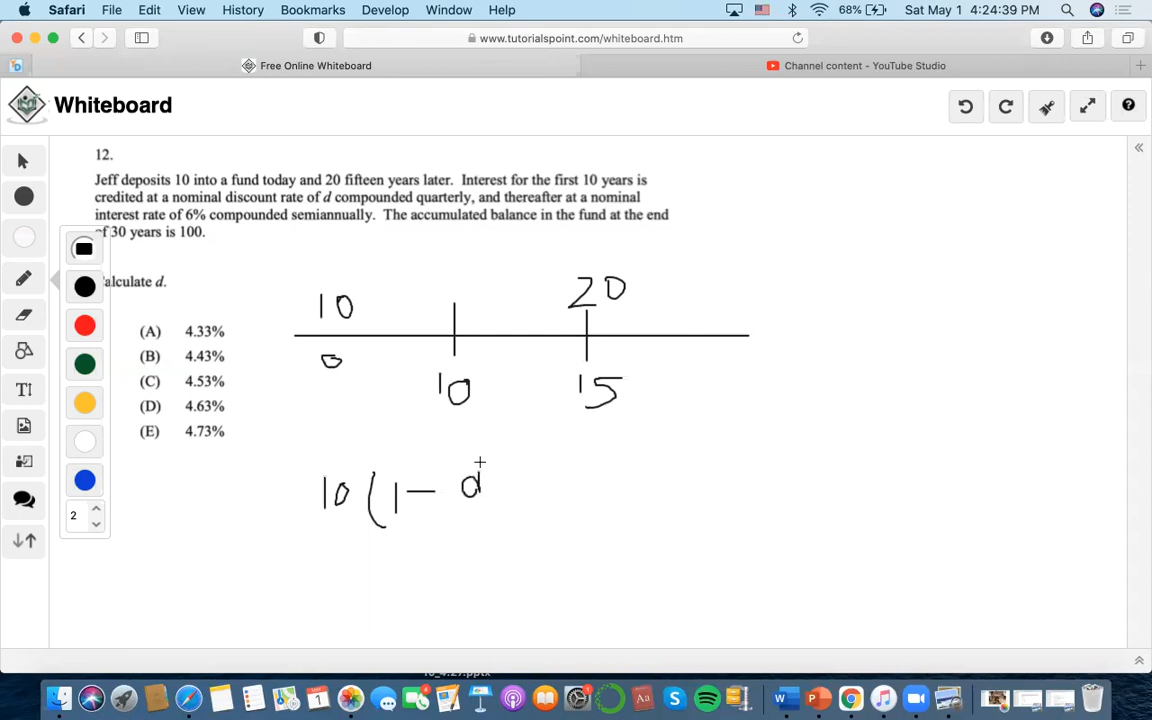 Safari File Edit View History Bookmarks Develop Window Help 68% Sat May 1 4:24:39 PM
www.tutorialspoint.com/whiteboard.htm
Free Online Whiteboard Channel content - YouTube Studio
Whiteboard
12.
Jeff deposits 10 into a fund today and 20 fifteen years later. Interest for the first 10 years is
credited at a nominal discount rate of d compounded quarterly, and thereafter at a nominal
interest rate of 6% compounded semiannually. The accumulated balance in the fund at the end
of 30 years is 100.
alculate d.
(A) 4.33%
(B) 4.43%
(C) 4.53%
(D) 4.63%
(E) 4.73%
10 20
0 10 15
10 (1 - d
TI
2